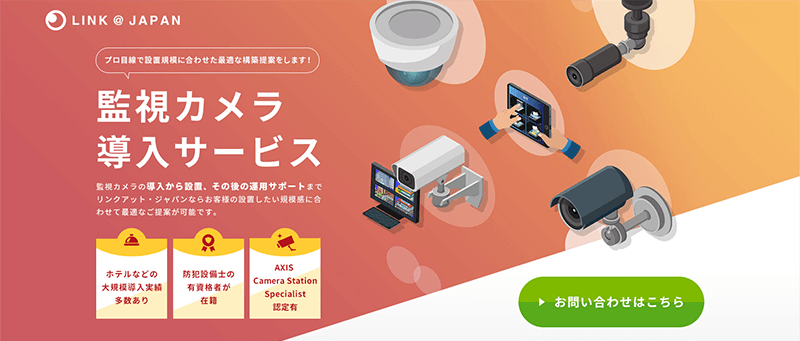 LINK @ JAPAN
プロ目線で設置規模に合わせた最適な構築提案をします!
監視カメラ
導入サービス
監視カメラの導入から設置、その後の運用サポートまで
リンクアット・ジャパンならお客様の設置したい規模感に合
わせて最適なご提案が可能です。
ホテルなどの
大規模導入実績
多数あり
防犯設備士の
有資格者が
在籍
AXIS
Camera Station
Specialist
認定有
お問い合わせはこちら